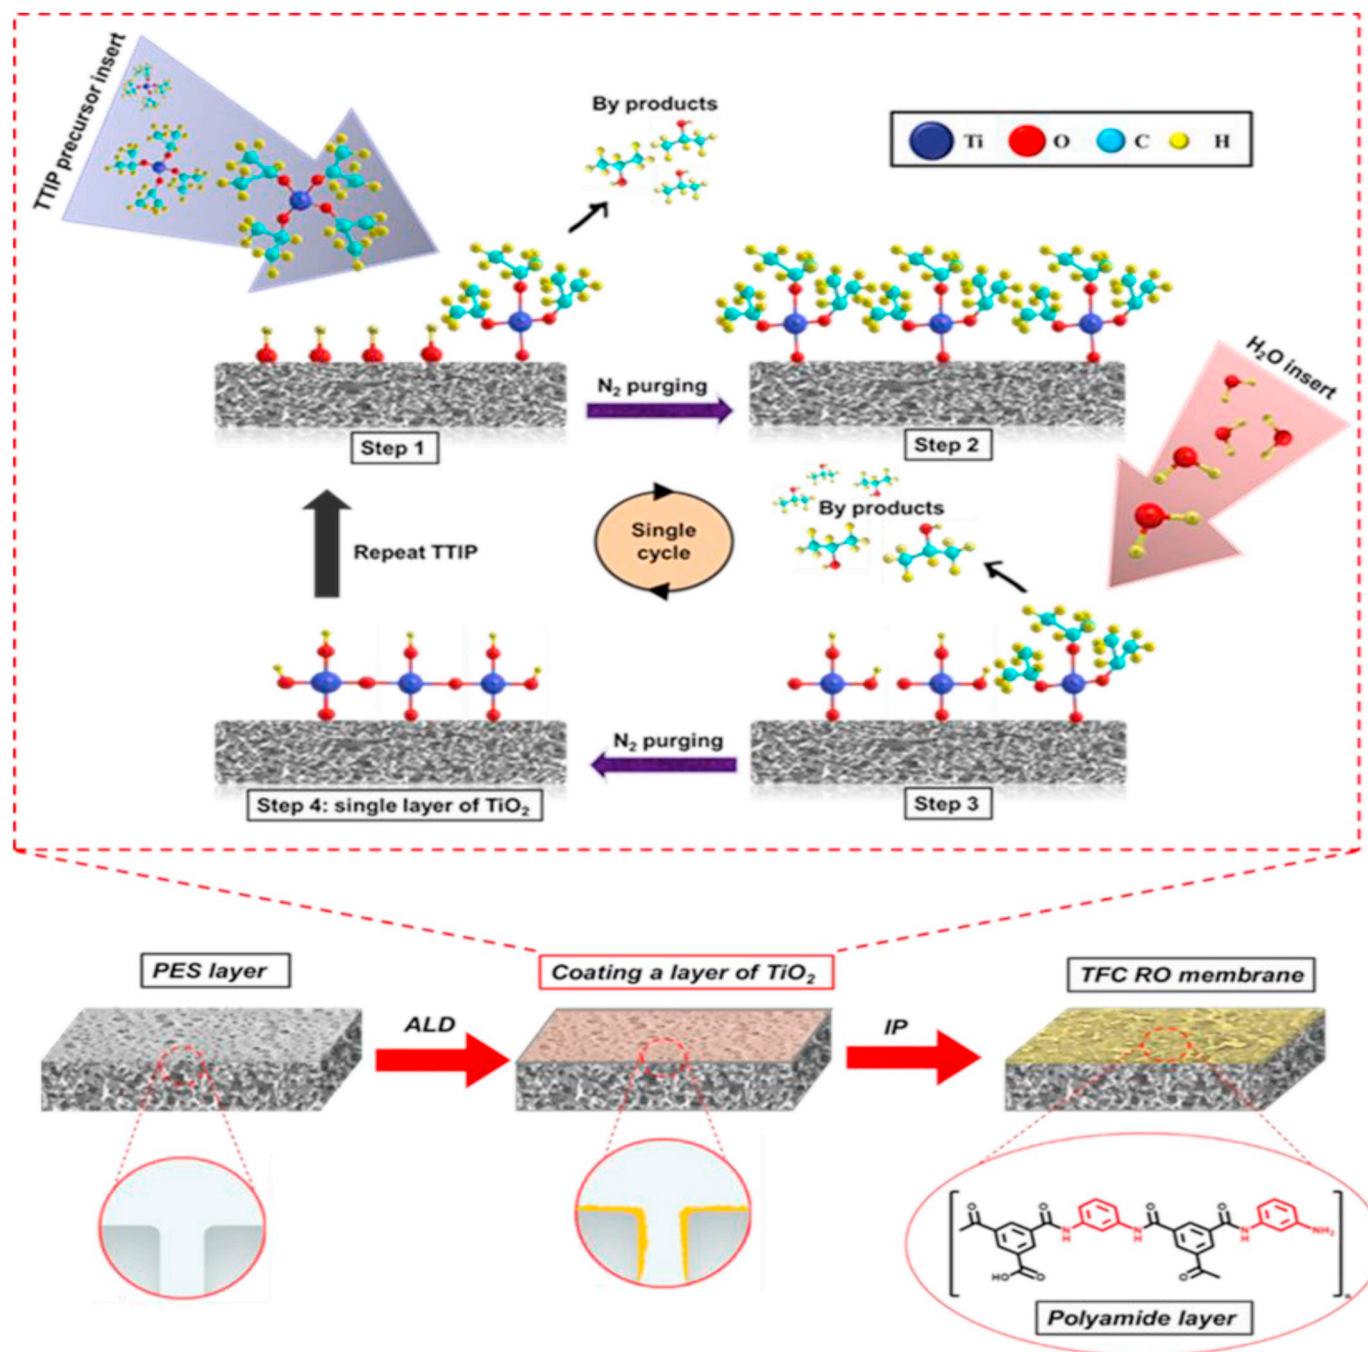 TTIP precursor insert
By products
Ti O C H
N₂ purging
Step 1
Step 2
H₂O insert
Repeat TTIP
Single
cycle
By products
N₂ purging
Step 4: single layer of TiO₂
Step 3
PES layer
Coating a layer of TiO₂
TFC RO membrane
ALD
IP
O
O
O
O
O
N
H
N
H
N
H
NH₂
HO
O
O
n
Polyamide layer